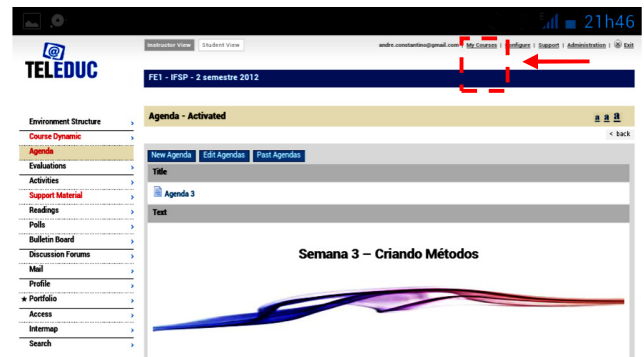 21h46
TELEDUC
Instructor View Student View
andre.constantino@gmail.com | My Courses | Configure | Support | Administration | Exit
FE1 - IFSP - 2 semestre 2012
Agenda - Activated
a a a
< back
Environment Structure
Course Dynamic
Agenda
Evaluations
Activities
Support Material
Readings
Polls
Bulletin Board
Discussion Forums
Mail
Profile
★ Portfolio
Access
Intermap
Search
New Agenda Edit Agendas Past Agendas
Title
Agenda 3
Text
Semana 3 – Criando Métodos